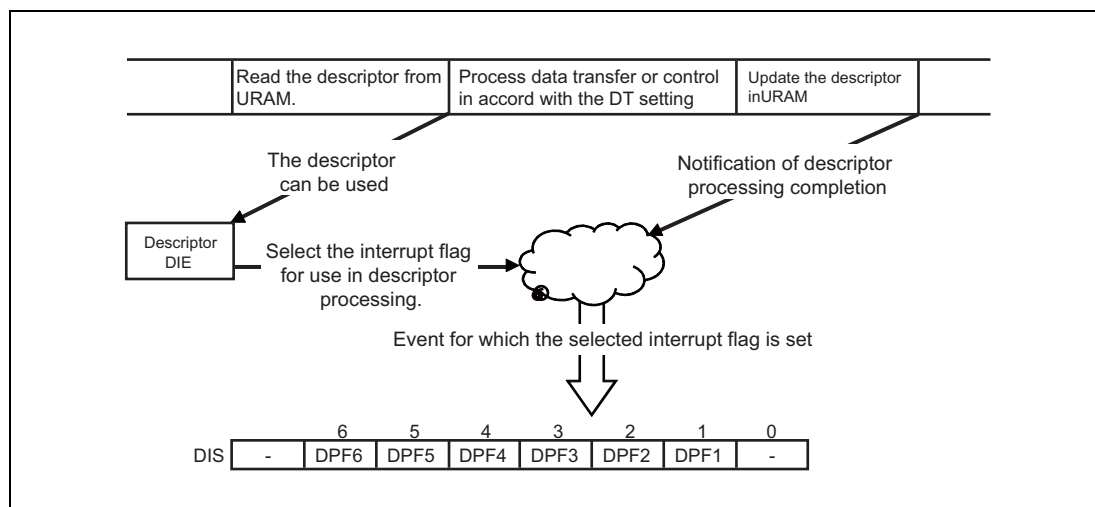 Read the descriptor from
URAM.
Process data transfer or control
in accord with the DT setting
Update the descriptor
inURAM
The descriptor
can be used
Notification of descriptor
processing completion
Descriptor
DIE
Select the interrupt flag
for use in descriptor
processing.
Event for which the selected interrupt flag is set
6 5 4 3 2 1 0
DIS - DPF6 DPF5 DPF4 DPF3 DPF2 DPF1 -